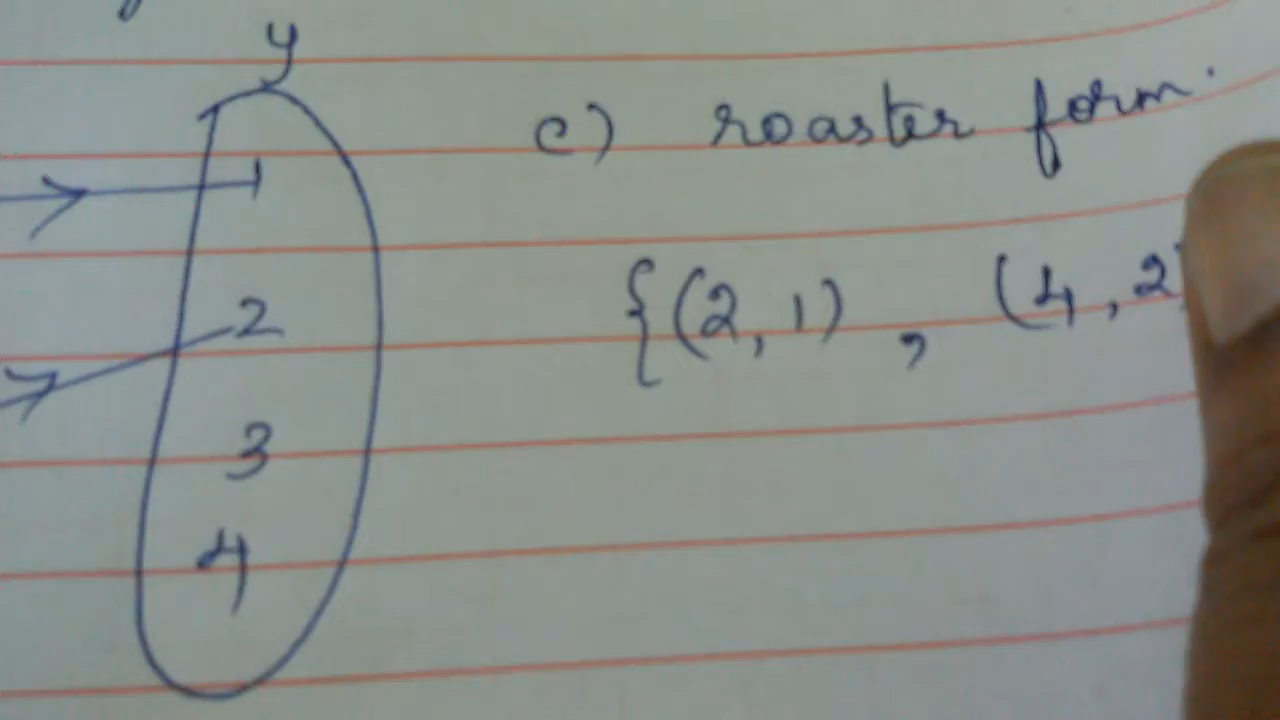 y
c) roaster form.
1
{(2,1), (4,2)
2
3
4